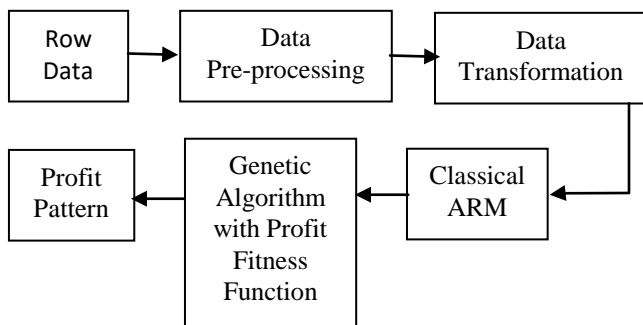 Row
Data
Data
Pre-processing
Data
Transformation
Profit
Pattern
Genetic
Algorithm
with Profit
Fitness
Function
Classical
ARM